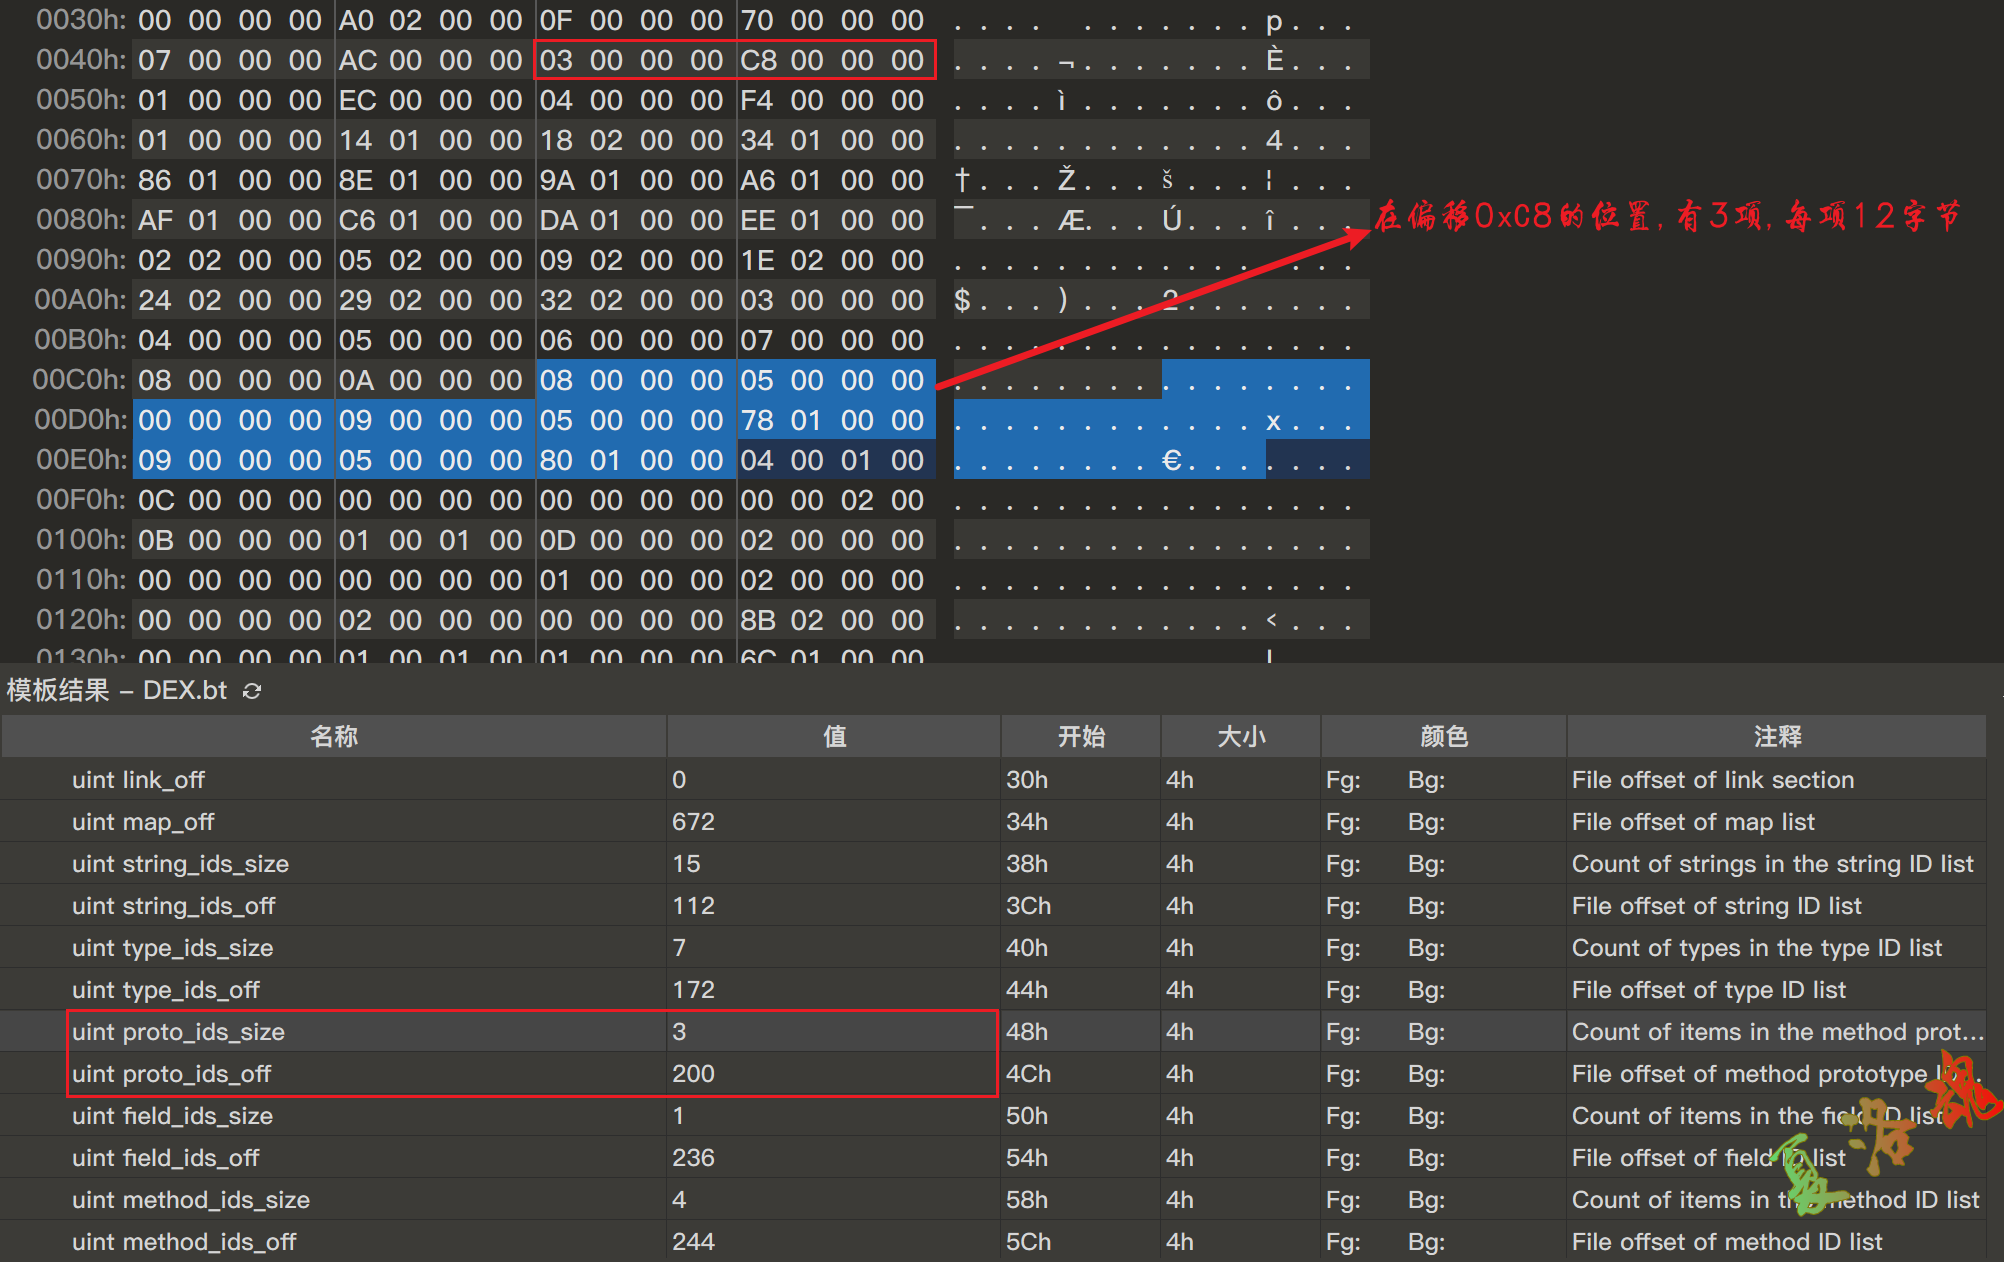 0030h: 00 00 00 00 A0 02 00 00 0F 00 00 00 70 00 00 00 . . . . . . . . . . . p . . .
0040h: 07 00 00 00 AC 00 00 00 03 00 00 00 C8 00 00 00 . . . . ¬ . . . . . . . È . . .
0050h: 01 00 00 00 EC 00 00 00 04 00 00 00 F4 00 00 00 . . . . ì . . . . . . . ô . . .
0060h: 01 00 00 00 14 01 00 00 18 02 00 00 34 01 00 00 . . . . . . . . . . . . 4 . . .
0070h: 86 01 00 00 8E 01 00 00 9A 01 00 00 A6 01 00 00 † . . . Ž . . . š . . . ¦ . . .
0080h: AF 01 00 00 C6 01 00 00 DA 01 00 00 EE 01 00 00 ¯ . . . Æ . . . Ú . . . î . . .
在偏移0xC8的位置,有3项,每项12字节
0090h: 02 02 00 00 05 02 00 00 09 02 00 00 1E 02 00 00 . . . . . . . . . . . . . . . .
00A0h: 24 02 00 00 29 02 00 00 32 02 00 00 03 00 00 00 $ . . . ) . . . 2 . . . . . . .
00B0h: 04 00 00 00 05 00 00 00 06 00 00 00 07 00 00 00 . . . . . . . . . . . . . . . .
00C0h: 08 00 00 00 0A 00 00 00 08 00 00 00 05 00 00 00 . . . . . . . . . . . . . . . .
00D0h: 00 00 00 00 09 00 00 00 05 00 00 00 78 01 00 00 . . . . . . . . . . . . x . . .
00E0h: 09 00 00 00 05 00 00 00 80 01 00 00 04 00 01 00 . . . . . . . . € . . . . . . .
00F0h: 0C 00 00 00 00 00 00 00 00 00 00 00 00 00 02 00 . . . . . . . . . . . . . . . .
0100h: 0B 00 00 00 01 00 01 00 0D 00 00 00 02 00 00 00 . . . . . . . . . . . . . . . .
0110h: 00 00 00 00 00 00 00 00 01 00 00 00 02 00 00 00 . . . . . . . . . . . . . . . .
0120h: 00 00 00 00 02 00 00 00 00 00 00 00 8B 02 00 00 . . . . . . . . . . . . ‹ . . .
0130h: 00 00 00 00 01 00 01 00 01 00 00 00 6C 01 00 00 l
模板结果 – DEX.bt
名称 值 开始 大小 颜色 注释
uint link_off 0 30h 4h Fg: Bg: File offset of link section
uint map_off 672 34h 4h Fg: Bg: File offset of map list
uint string_ids_size 15 38h 4h Fg: Bg: Count of strings in the string ID list
uint string_ids_off 112 3Ch 4h Fg: Bg: File offset of string ID list
uint type_ids_size 7 40h 4h Fg: Bg: Count of types in the type ID list
uint type_ids_off 172 44h 4h Fg: Bg: File offset of type ID list
uint proto_ids_size 3 48h 4h Fg: Bg: Count of items in the method prot...
uint proto_ids_off 200 4Ch 4h Fg: Bg: File offset of method prototype
uint field_ids_size 1 50h 4h Fg: Bg: Count of items in the field ID list
uint field_ids_off 236 54h 4h Fg: Bg: File offset of field ID list
uint method_ids_size 4 58h 4h Fg: Bg: Count of items in the method ID list
uint method_ids_off 244 5Ch 4h Fg: Bg: File offset of method ID list